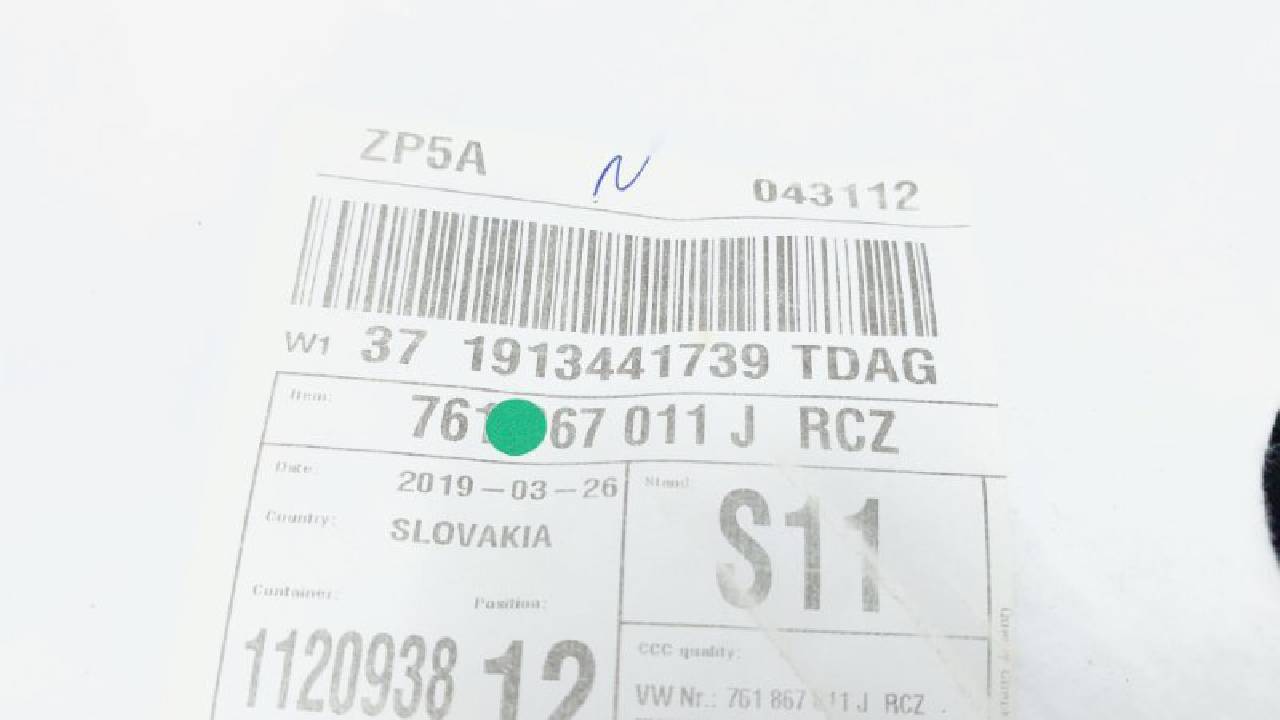 ZP5A N 043112
W1 37 1913441739 TDAG
Item: 67 011 J RCZ
Date: 2019-03-26
Stand
Country: SLOVAKIA
S11
Container: Position:
1120938 12
CCC quality:
VW Nr.: 761 867 11 J RCZ